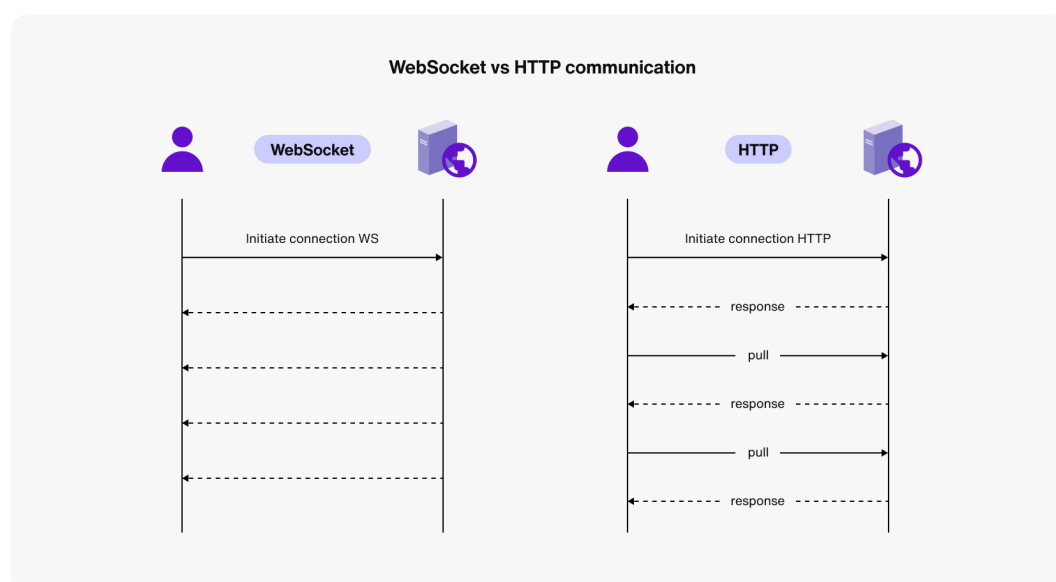 WebSocket vs HTTP communication
WebSocket
HTTP
Initiate connection WS
Initiate connection HTTP
response
pull
response
pull
response